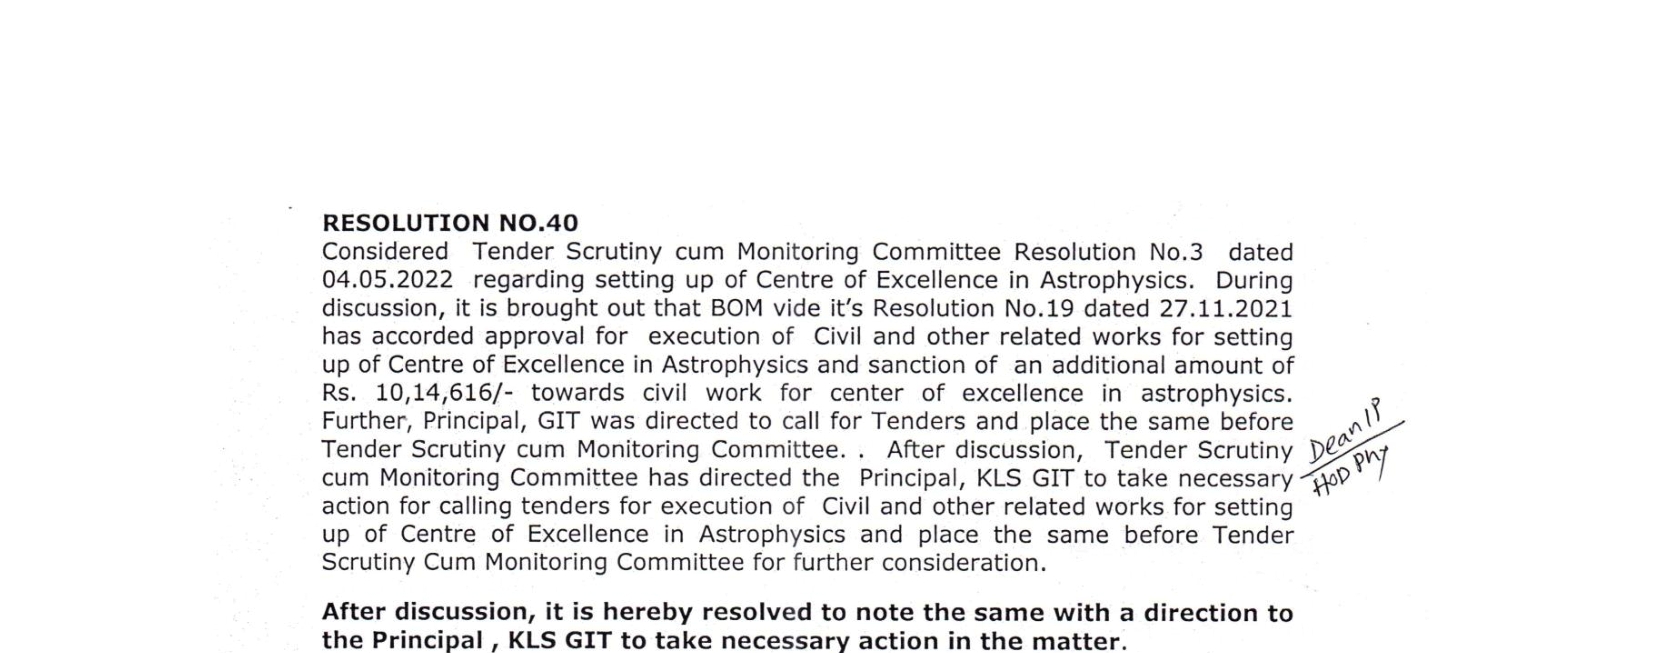 RESOLUTION NO.40
Considered Tender Scrutiny cum Monitoring Committee Resolution No.3 dated
04.05.2022 regarding setting up of Centre of Excellence in Astrophysics. During
discussion, it is brought out that BOM vide it's Resolution No.19 dated 27.11.2021
has accorded approval for execution of Civil and other related works for setting
up of Centre of Excellence in Astrophysics and sanction of an additional amount of
Rs. 10,14,616/- towards civil work for center of excellence in astrophysics.
Further, Principal, GIT was directed to call for Tenders and place the same before
Tender Scrutiny cum Monitoring Committee. . After discussion, Tender Scrutiny
cum Monitoring Committee has directed the Principal, KLS GIT to take necessary
action for calling tenders for execution of Civil and other related works for setting
up of Centre of Excellence in Astrophysics and place the same before Tender
Scrutiny Cum Monitoring Committee for further consideration.
After discussion, it is hereby resolved to note the same with a direction to
the Principal , KLS GIT to take necessary action in the matter.
Dean IP
HOD Phy